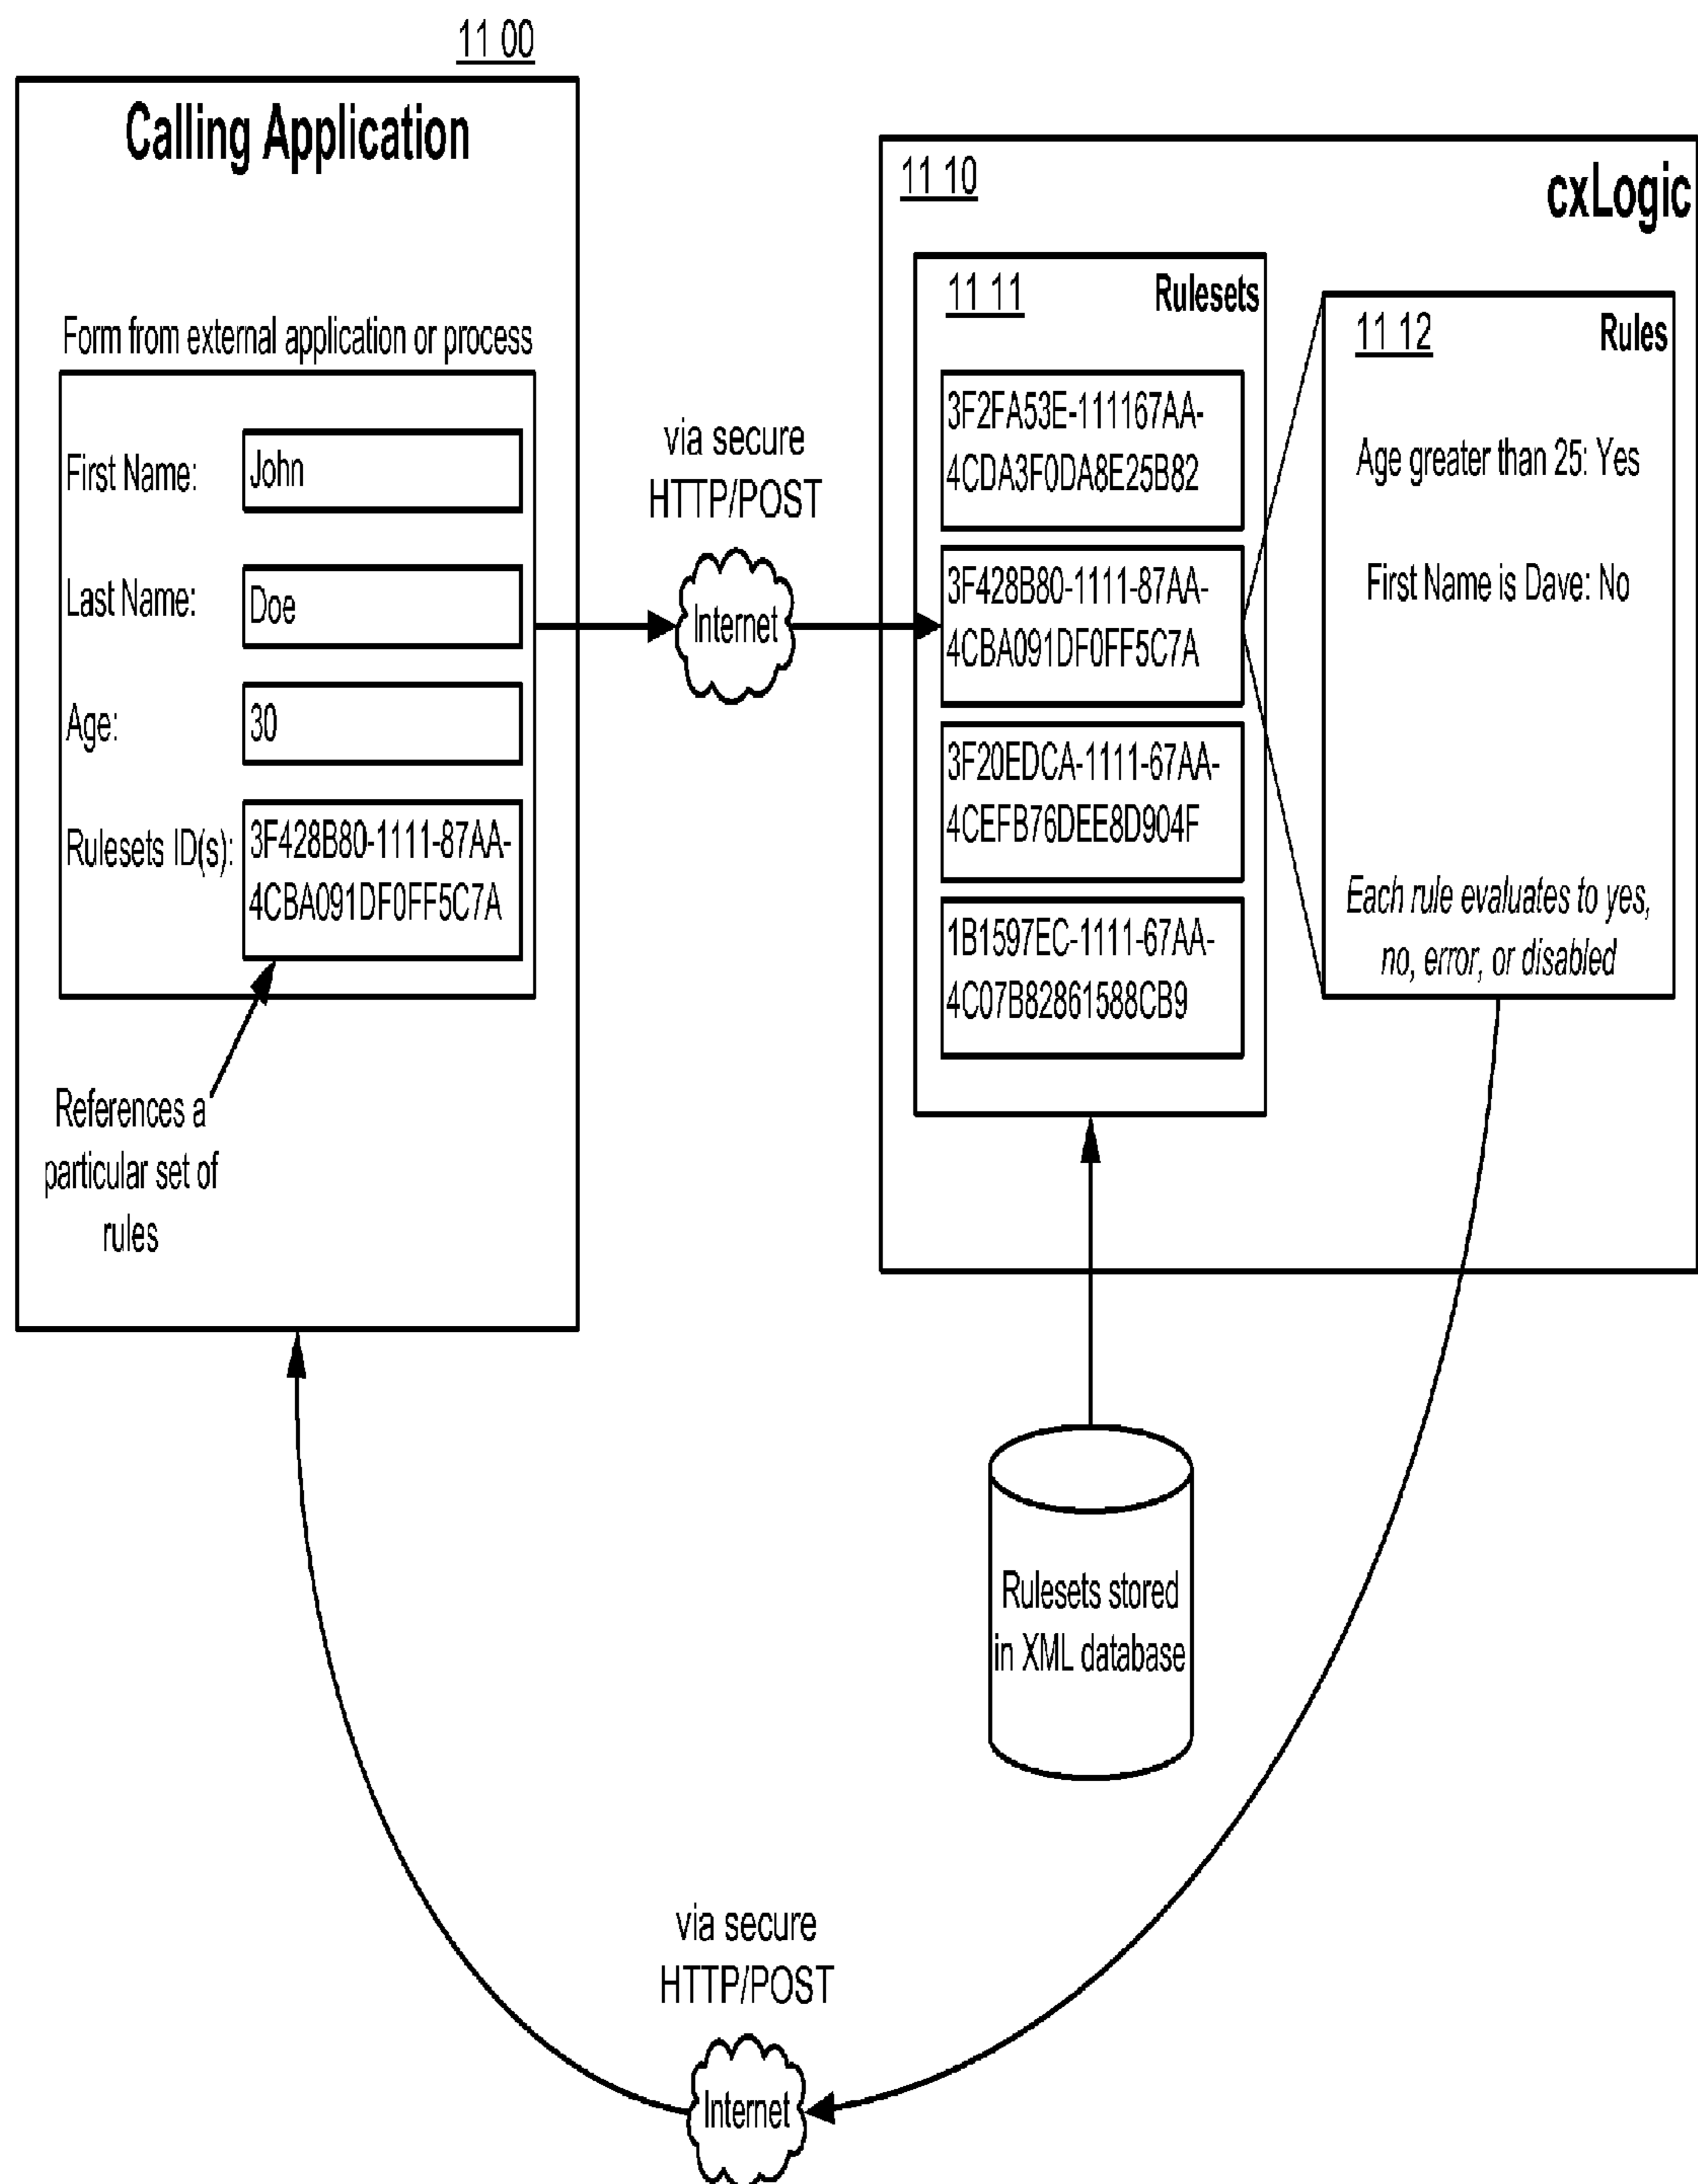 11 00
Calling Application
Form from external application or process
First Name:
John
Last Name:
Doe
Age:
30
Rulesets ID(s):
3F428B80-1111-87AA-
4CBA091DF0FF5C7A
References a
particular set of
rules
via secure
HTTP/POST
Internet
11 10
cxLogic
11 11
Rulesets
3F2FA53E-111167AA-
4CDA3F0DA8E25B82
3F428B80-1111-87AA-
4CBA091DF0FF5C7A
3F20EDCA-1111-67AA-
4CEFB76DEE8D904F
1B1597EC-1111-67AA-
4C07B82861588CB9
11 12
Rules
Age greater than 25: Yes
First Name is Dave: No
Each rule evaluates to yes,
no, error, or disabled
Rulesets stored
in XML database
via secure
HTTP/POST
Internet